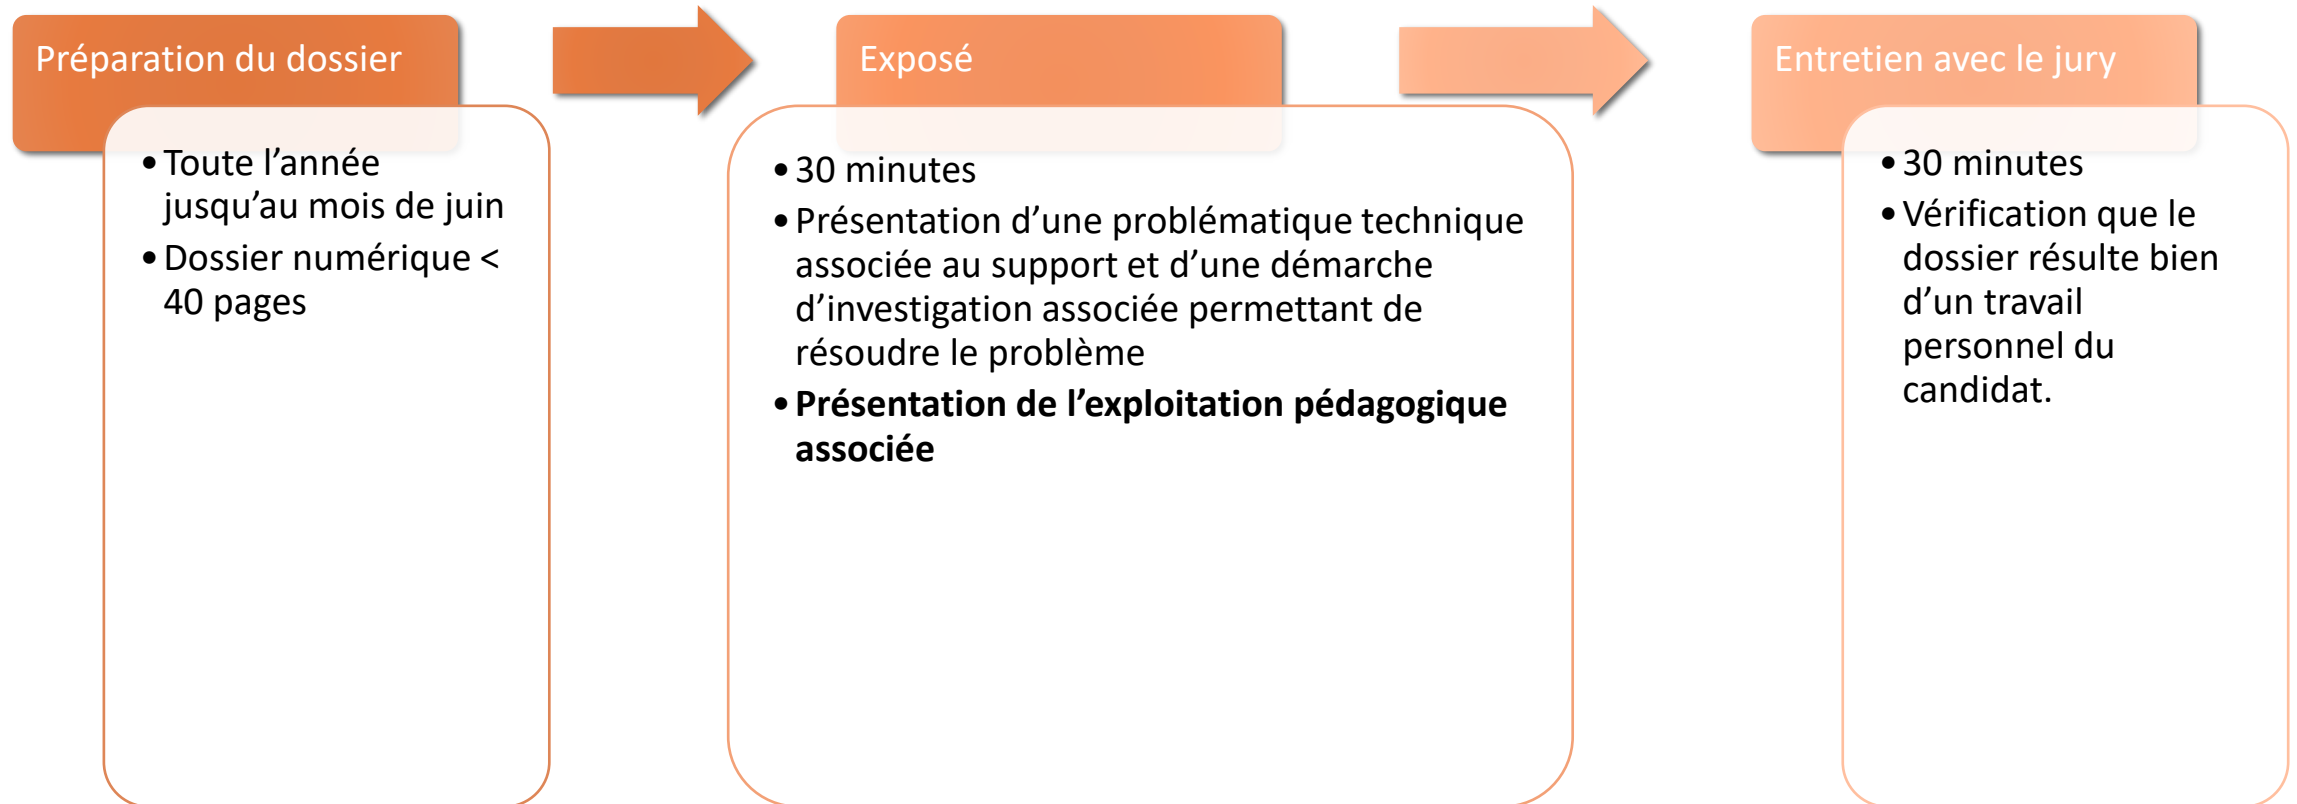 Préparation du dossier
•Toute l’année
jusqu’au mois de juin
•Dossier numérique <
40 pages
Exposé
•30 minutes
•Présentation d’une problématique technique
associée au support et d’une démarche
d’investigation associée permettant de
résoudre le problème
•Présentation de l’exploitation pédagogique
associée
Entretien avec le jury
•30 minutes
•Vérification que le
dossier résulte bien
d’un travail
personnel du
candidat.